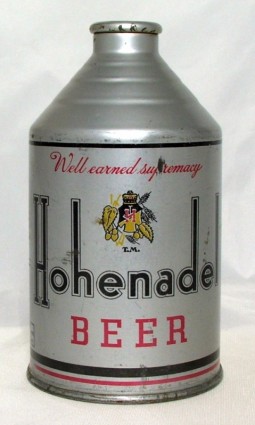 Well earned supremacy
T.M.
Hohenadel
BEER